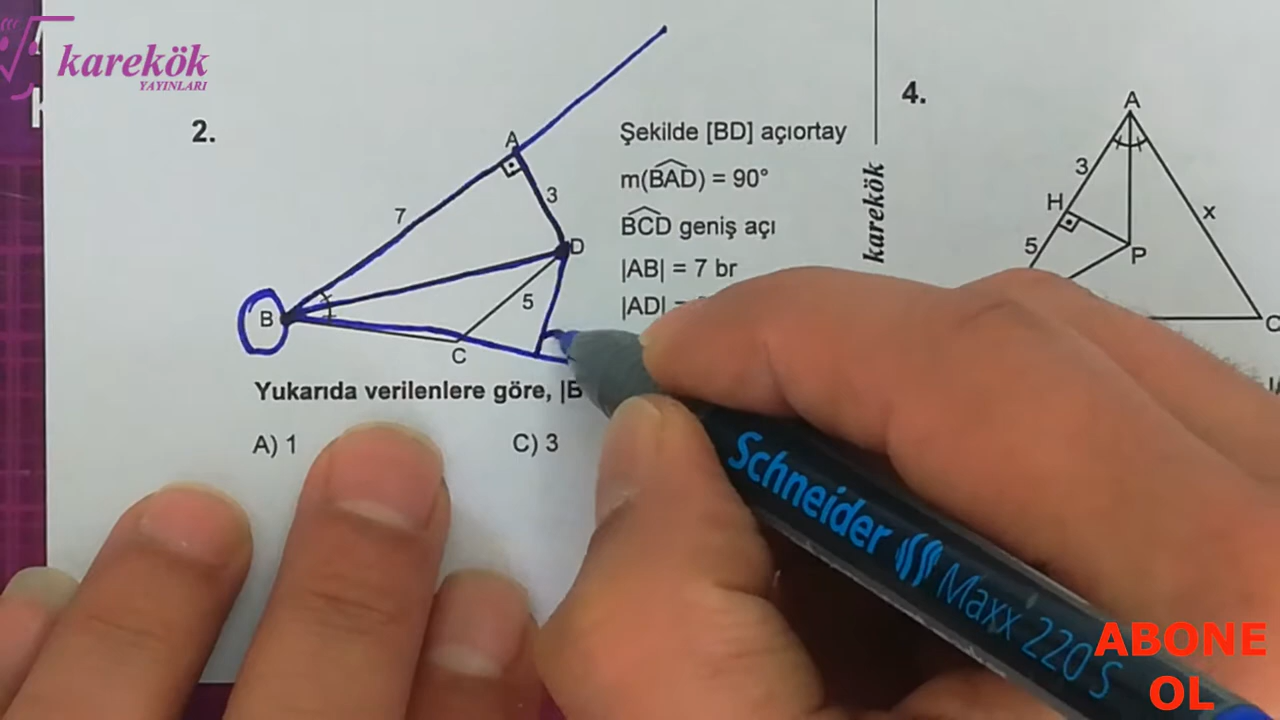 karekök
YAYINLARI
2.
A
7
3
D
B
5
C
Şekilde [BD] açıortay
m(BAD) = 90°
BCD geniş açı
|AB| = 7 br
|AD| =
Yukarıda verilenlere göre, |B
A) 1
C) 3
karekök
4.
A
3
H
x
5
P
C
Schneider
Maxx 220 S
ABONE
OL